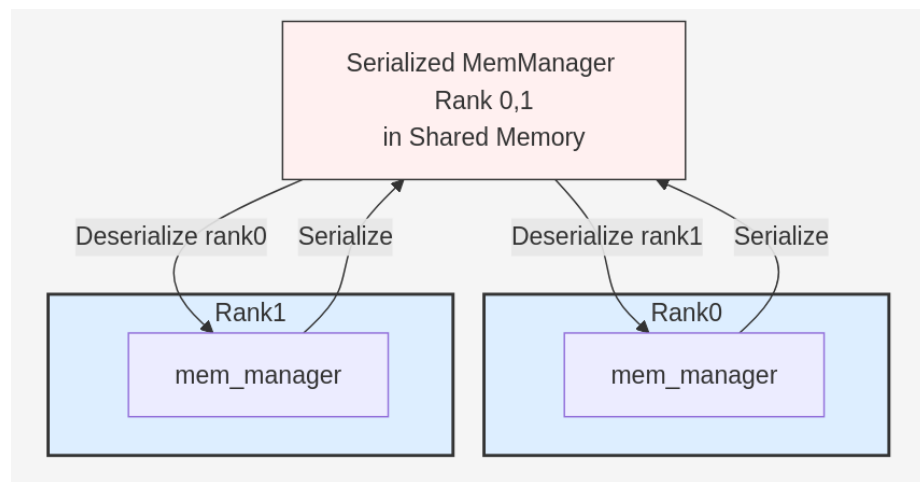 Serialized MemManager
Rank 0,1
in Shared Memory
Deserialize rank0
Serialize
Deserialize rank1
Serialize
Rank1
Rank0
mem_manager
mem_manager